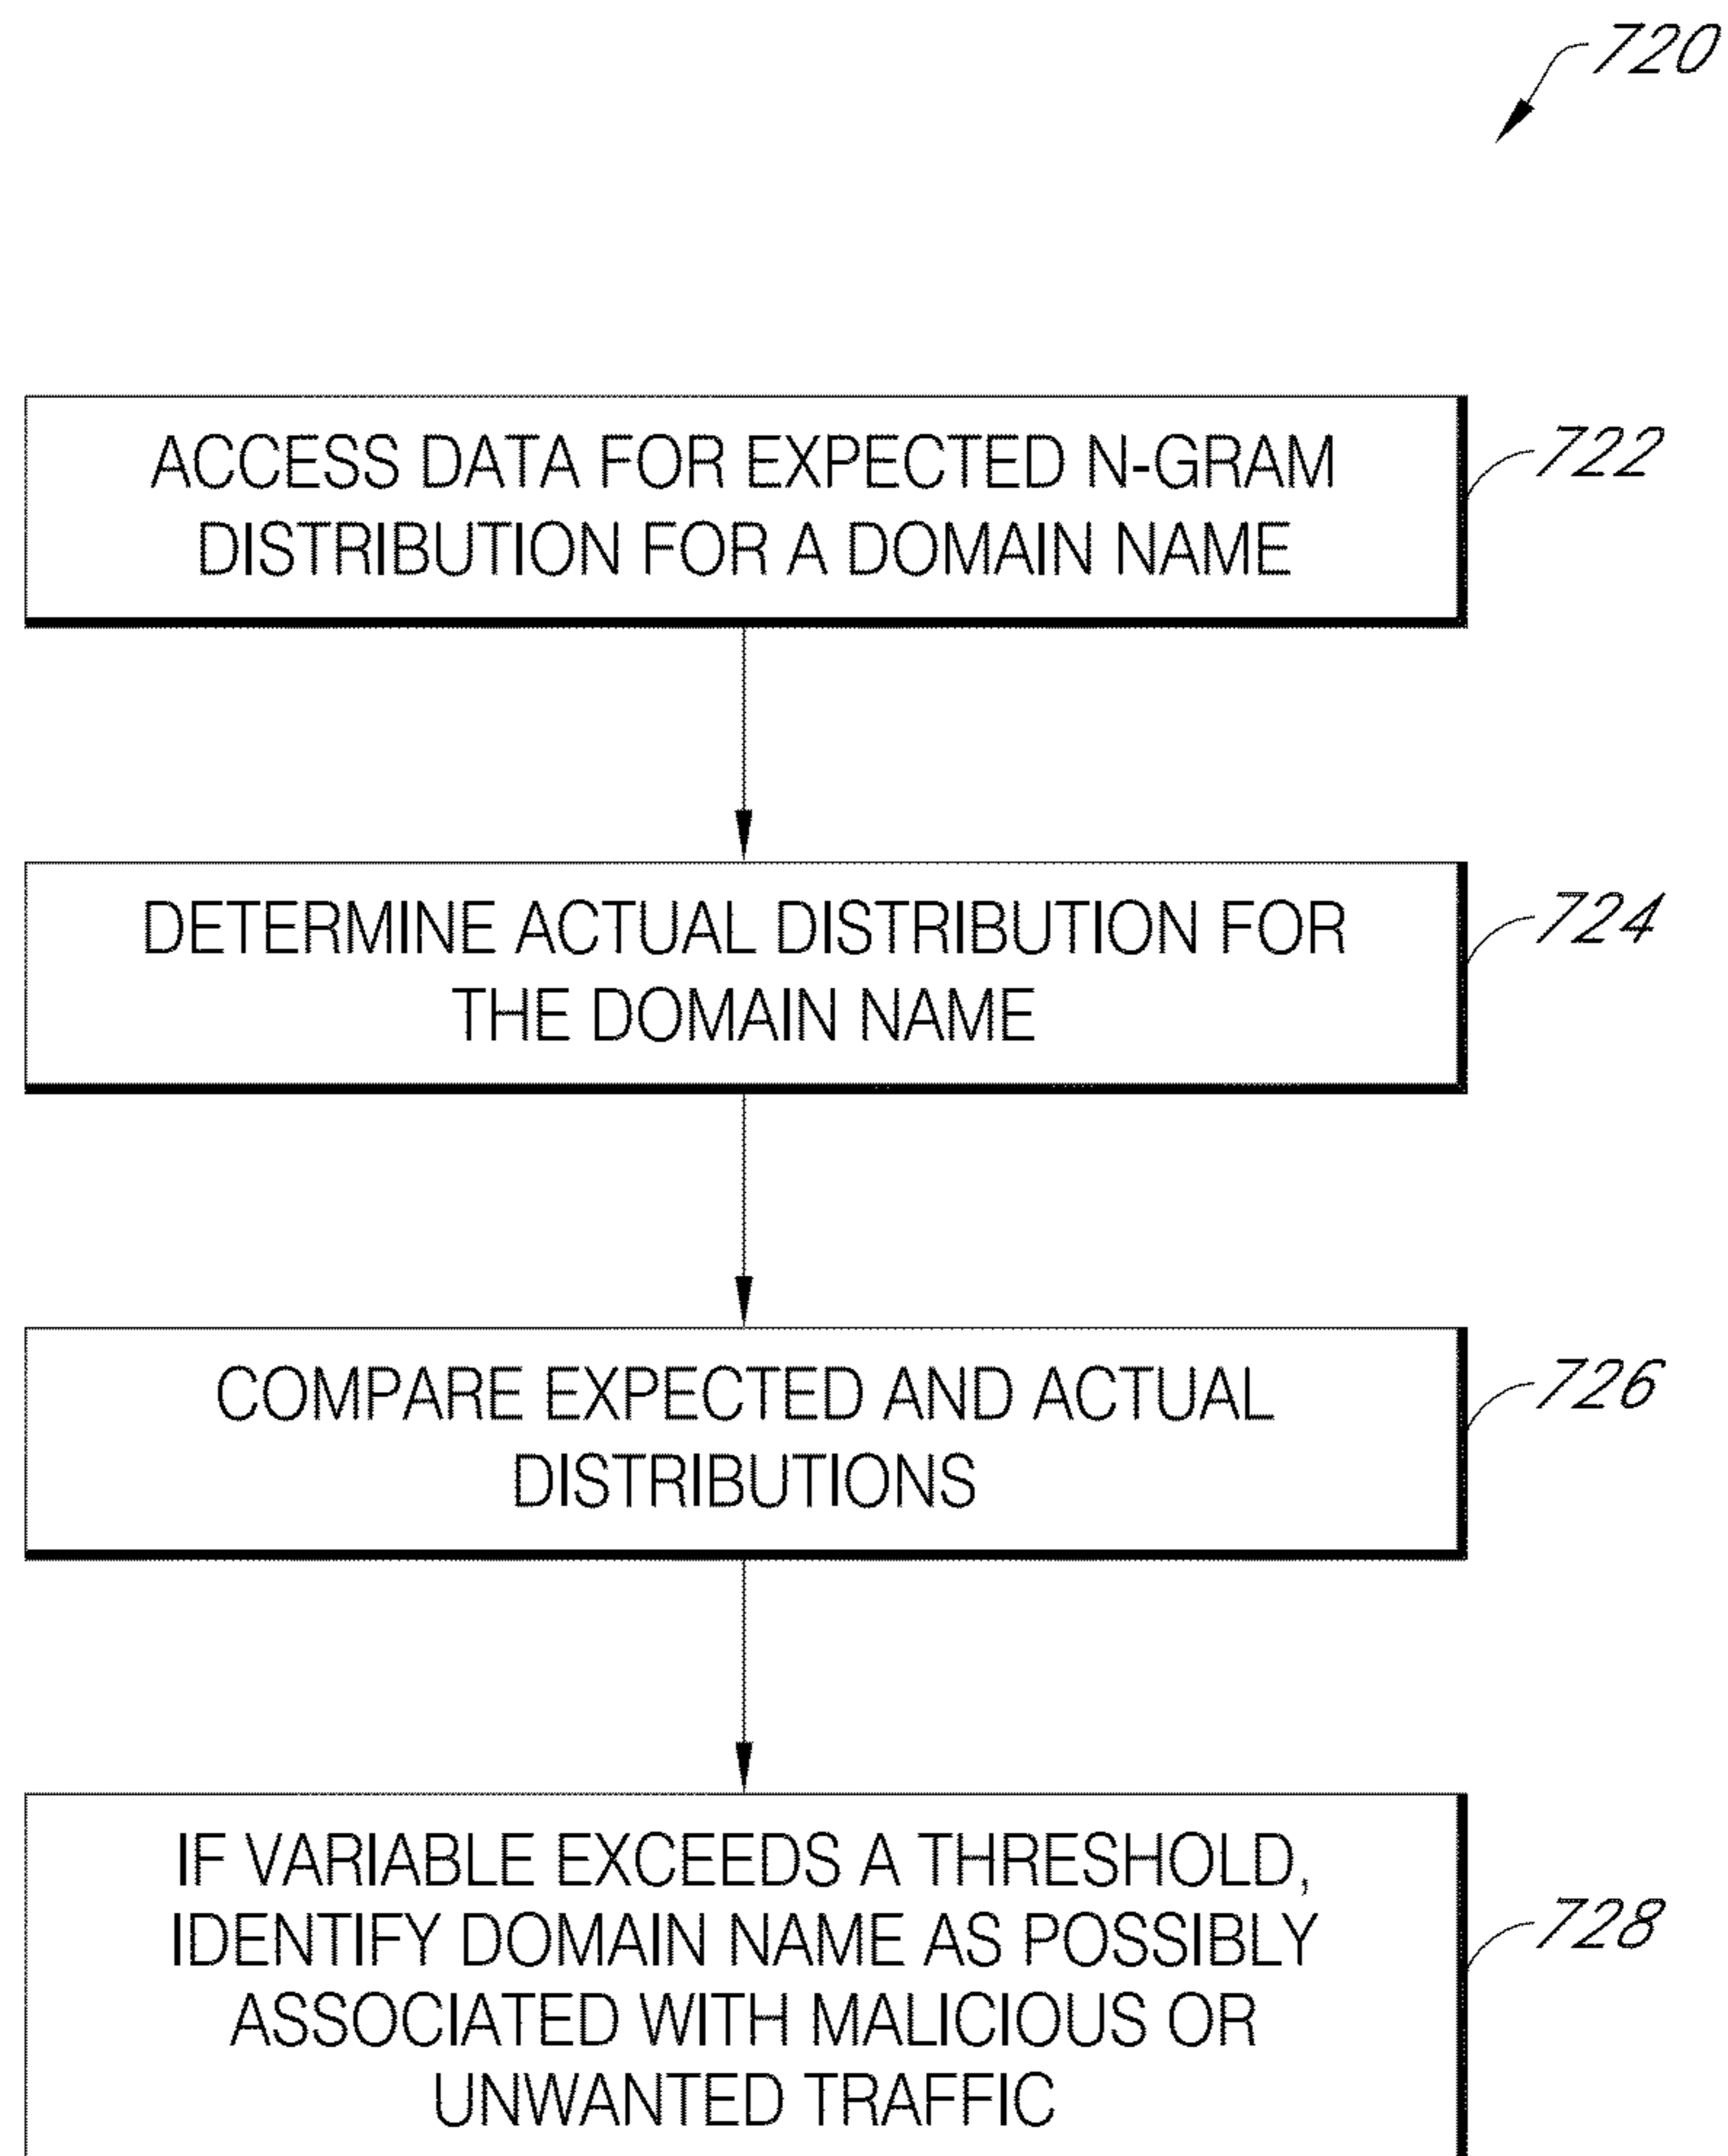 720
ACCESS DATA FOR EXPECTED N-GRAM
DISTRIBUTION FOR A DOMAIN NAME
722
DETERMINE ACTUAL DISTRIBUTION FOR
THE DOMAIN NAME
724
COMPARE EXPECTED AND ACTUAL
DISTRIBUTIONS
726
IF VARIABLE EXCEEDS A THRESHOLD,
IDENTIFY DOMAIN NAME AS POSSIBLY
ASSOCIATED WITH MALICIOUS OR
UNWANTED TRAFFIC
728